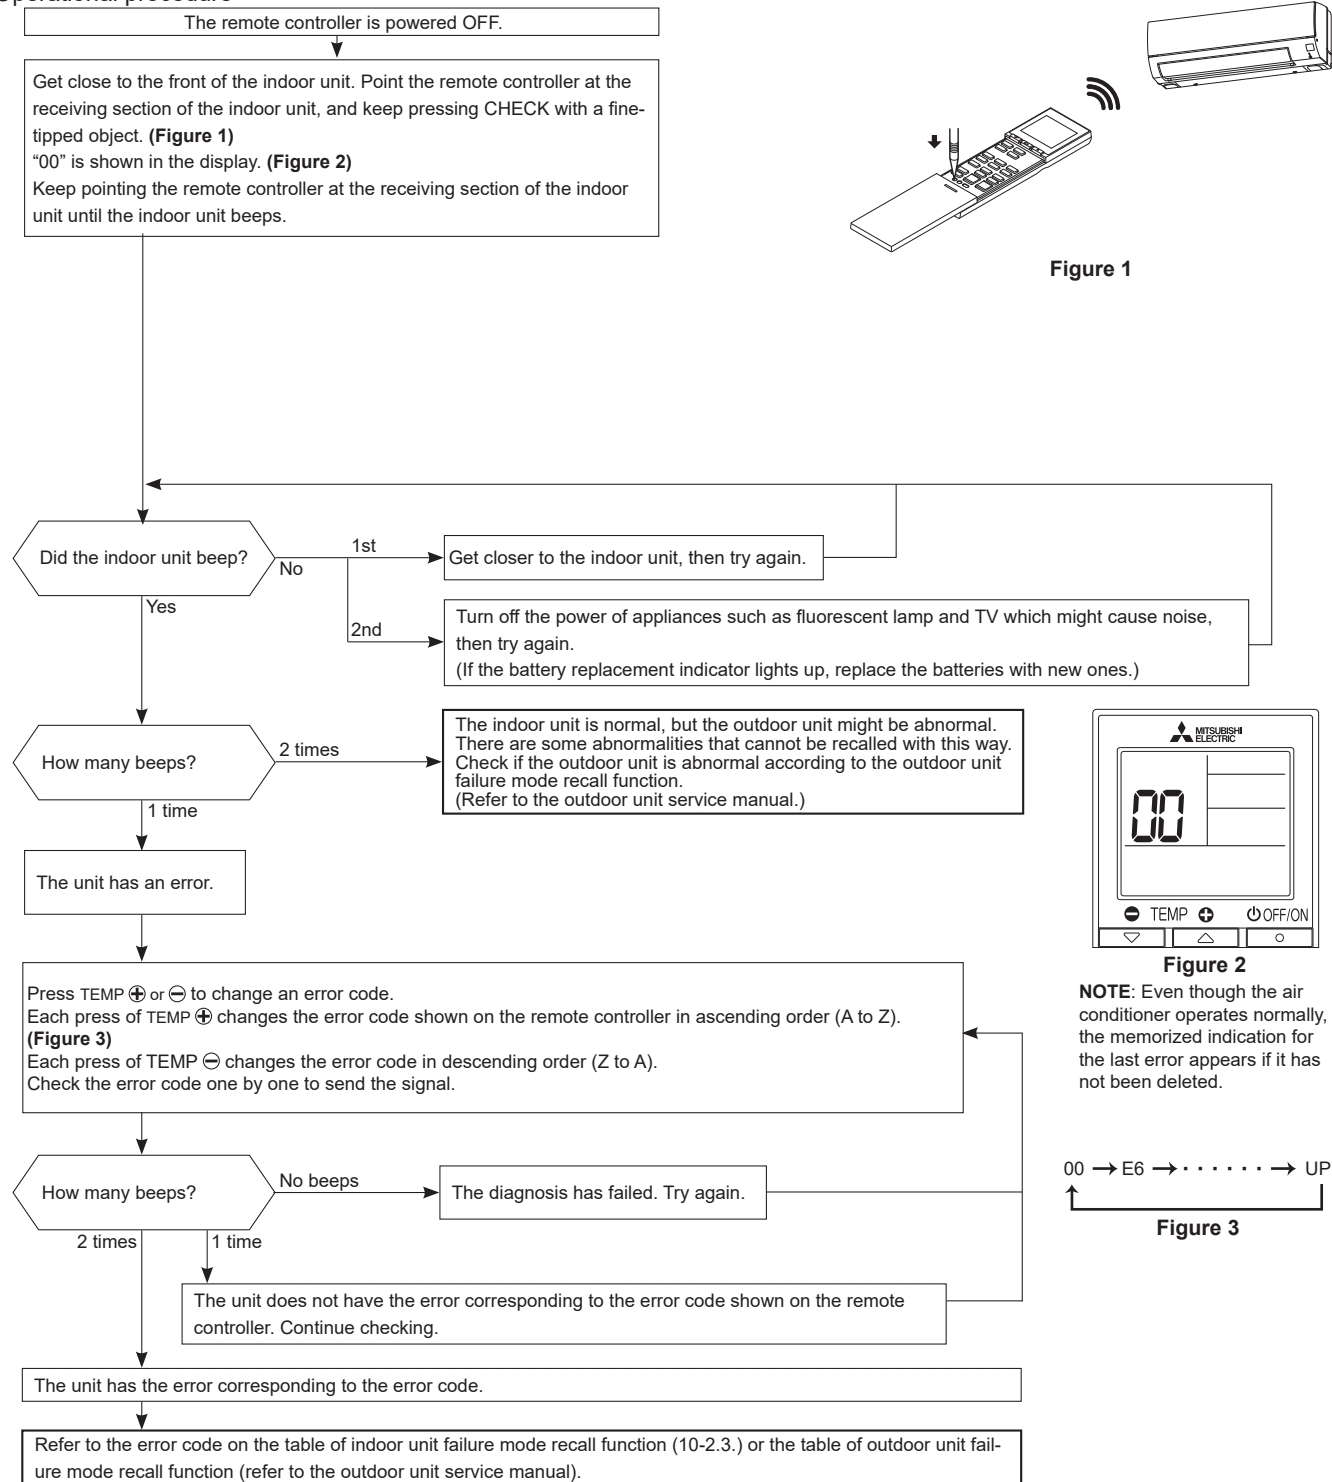 Operational procedure
The remote controller is powered OFF.
Get close to the front of the indoor unit. Point the remote controller at the
receiving section of the indoor unit, and keep pressing CHECK with a fine-
tipped object. (Figure 1)
“00” is shown in the display. (Figure 2)
Keep pointing the remote controller at the receiving section of the indoor
unit until the indoor unit beeps.
Figure 1
Did the indoor unit beep?
No
1st
Get closer to the indoor unit, then try again.
Yes
2nd
Turn off the power of appliances such as fluorescent lamp and TV which might cause noise,
then try again.
(If the battery replacement indicator lights up, replace the batteries with new ones.)
How many beeps?
2 times
The indoor unit is normal, but the outdoor unit might be abnormal.
There are some abnormalities that cannot be recalled with this way.
Check if the outdoor unit is abnormal according to the outdoor unit
failure mode recall function.
(Refer to the outdoor unit service manual.)
1 time
MITSUBISHI
ELECTRIC
00
⊖ TEMP ⊕ ⏻OFF/ON
Figure 2
NOTE: Even though the air
conditioner operates normally,
the memorized indication for
the last error appears if it has
not been deleted.
The unit has an error.
Press TEMP ⊕ or ⊖ to change an error code.
Each press of TEMP ⊕ changes the error code shown on the remote controller in ascending order (A to Z).
(Figure 3)
Each press of TEMP ⊖ changes the error code in descending order (Z to A).
Check the error code one by one to send the signal.
How many beeps?
No beeps
The diagnosis has failed. Try again.
00 → E6 → · · · · · · → UP
Figure 3
2 times
1 time
The unit does not have the error corresponding to the error code shown on the remote
controller. Continue checking.
The unit has the error corresponding to the error code.
Refer to the error code on the table of indoor unit failure mode recall function (10-2.3.) or the table of outdoor unit fail-
ure mode recall function (refer to the outdoor unit service manual).